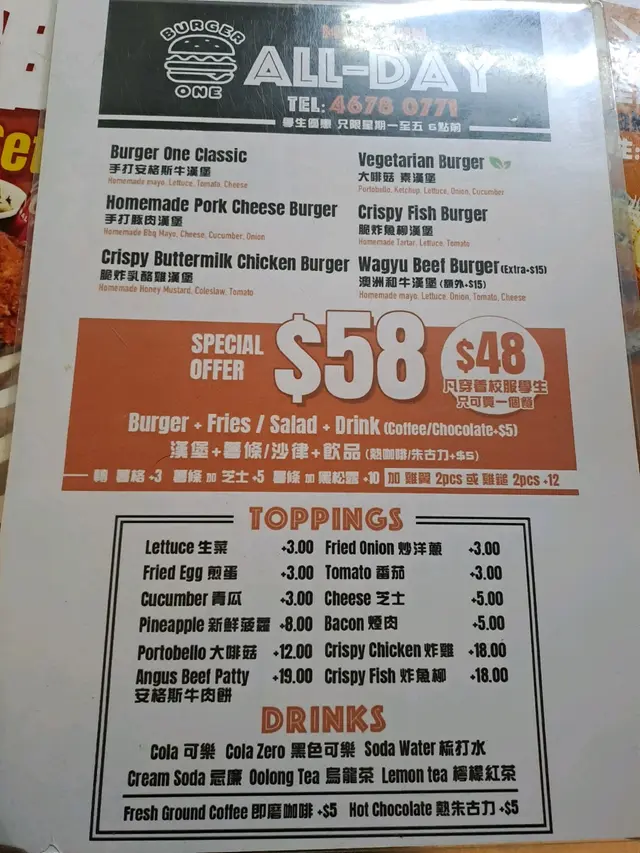 BURGER
ONE
ALL-DAY
TEL: 4678 0771
學生優惠 只限星期一至五 6點前
Burger One Classic
手打安格斯牛漢堡
Homemade mayo, Lettuce, Tomato, Cheese
Homemade Pork Cheese Burger
手打豚肉漢堡
Homemade Bbq Mayo, Cheese, Cucumber, Onion
Crispy Buttermilk Chicken Burger
脆炸乳酪雞漢堡
Homemade Honey Mustard, Coleslaw, Tomato
Vegetarian Burger
大啡菇 素漢堡
Portobello, Ketchup, Lettuce, Onion, Cucumber
Crispy Fish Burger
脆炸魚柳漢堡
Homemade Tartar, Lettuce, Tomato
Wagyu Beef Burger (Extra+$15)
澳洲和牛漢堡 (額外+$15)
Homemade mayo, Lettuce, Onion, Tomato, Cheese
SPECIAL
OFFER
$58
$48
凡穿着校服學生
只可買一個餐
Burger + Fries / Salad + Drink (Coffee/Chocolate+$5)
漢堡+薯條/沙律+飲品 (熱咖啡/朱古力+$5)
轉 薯格 +3 薯條 加 芝士 +5 薯條 加 黑松露 +10 加 雞翼 2pcs 或 雞鎚 2pcs +12
TOPPINGS
Lettuce 生菜 +3.00 Fried Onion 炒洋蔥 +3.00
Fried Egg 煎蛋 +3.00 Tomato 番茄 +3.00
Cucumber 青瓜 +3.00 Cheese 芝士 +5.00
Pineapple 新鮮菠蘿 +8.00 Bacon 煙肉 +5.00
Portobello 大啡菇 +12.00 Crispy Chicken 炸雞 +18.00
Angus Beef Patty +19.00 Crispy Fish 炸魚柳 +18.00
安格斯牛肉餅
DRINKS
Cola 可樂 Cola Zero 黑色可樂 Soda Water 梳打水
Cream Soda 忌廉 Oolong Tea 烏龍茶 Lemon tea 檸檬紅茶
Fresh Ground Coffee 即磨咖啡 +$5 Hot Chocolate 熱朱古力 +$5